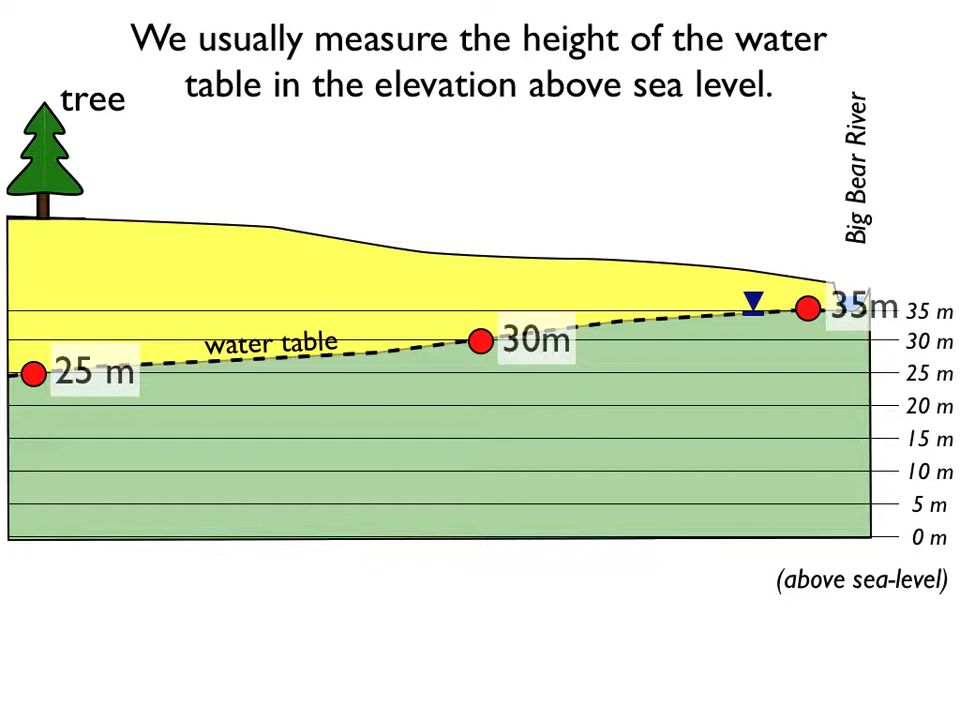 We usually measure the height of the water
table in the elevation above sea level.
tree
Big Bear River
water table
25 m
30m
35m
35 m
30 m
25 m
20 m
15 m
10 m
5 m
0 m
(above sea-level)